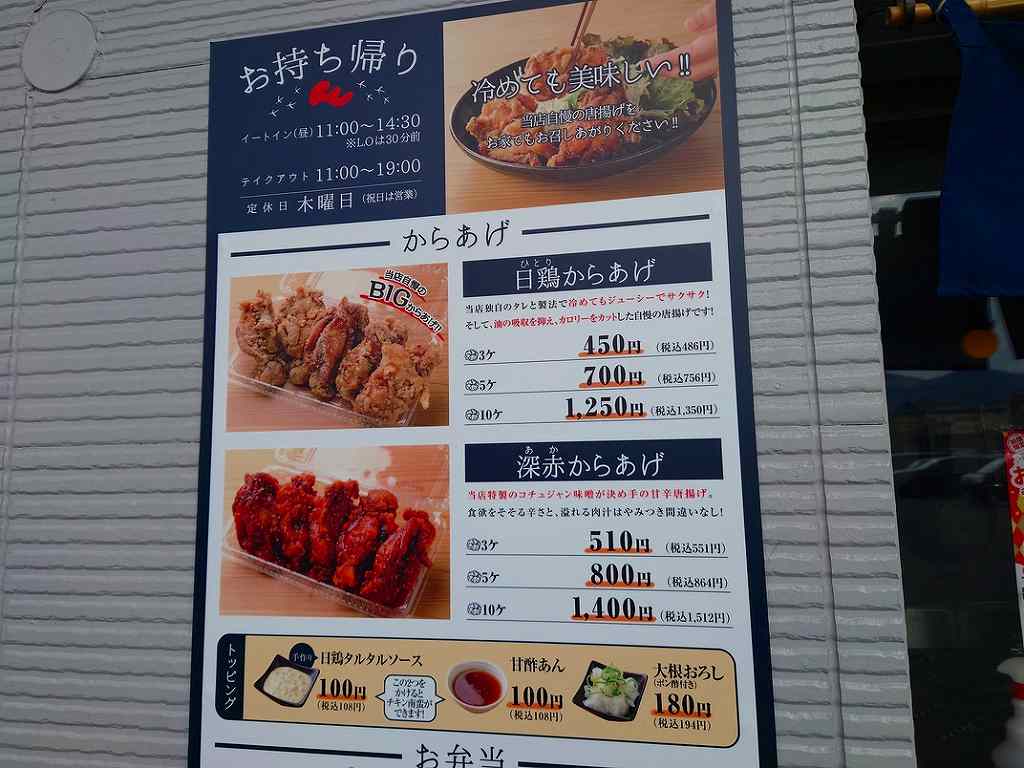 お持ち帰り
イートイン(昼) 11:00〜14:30
※LOは30分前
テイクアウト 11:00〜19:00
定休日 木曜日 (祝日は営業)
冷めても美味しい!!
当店自慢の唐揚げを
お家でもお召しあがりください!!
からあげ
当店自慢の
BIGからあげ!!
ひとり
日鶏からあげ
当店独自のタレと製法で冷めてもジューシーでサクサク!
そして、油の吸収を抑え、カロリーをカットした自慢の唐揚げです!
3ケ 450円 (税込486円)
5ケ 700円 (税込756円)
10ケ 1,250円 (税込1,350円)
あか
深赤からあげ
当店特製のコチュジャン味噌が決め手の甘辛唐揚げ。
食欲をそそる辛さと、溢れる肉汁はやみつき間違いなし!
3ケ 510円 (税込551円)
5ケ 800円 (税込864円)
10ケ 1,400円 (税込1,512円)
トッピング
手作り
日鶏タルタルソース
100円
(税込108円)
この2つを
かけると
チキン南蛮が
できます!
甘酢あん
100円
(税込108円)
大根おろし
(ポン酢付き)
180円
(税込194円)
お弁当